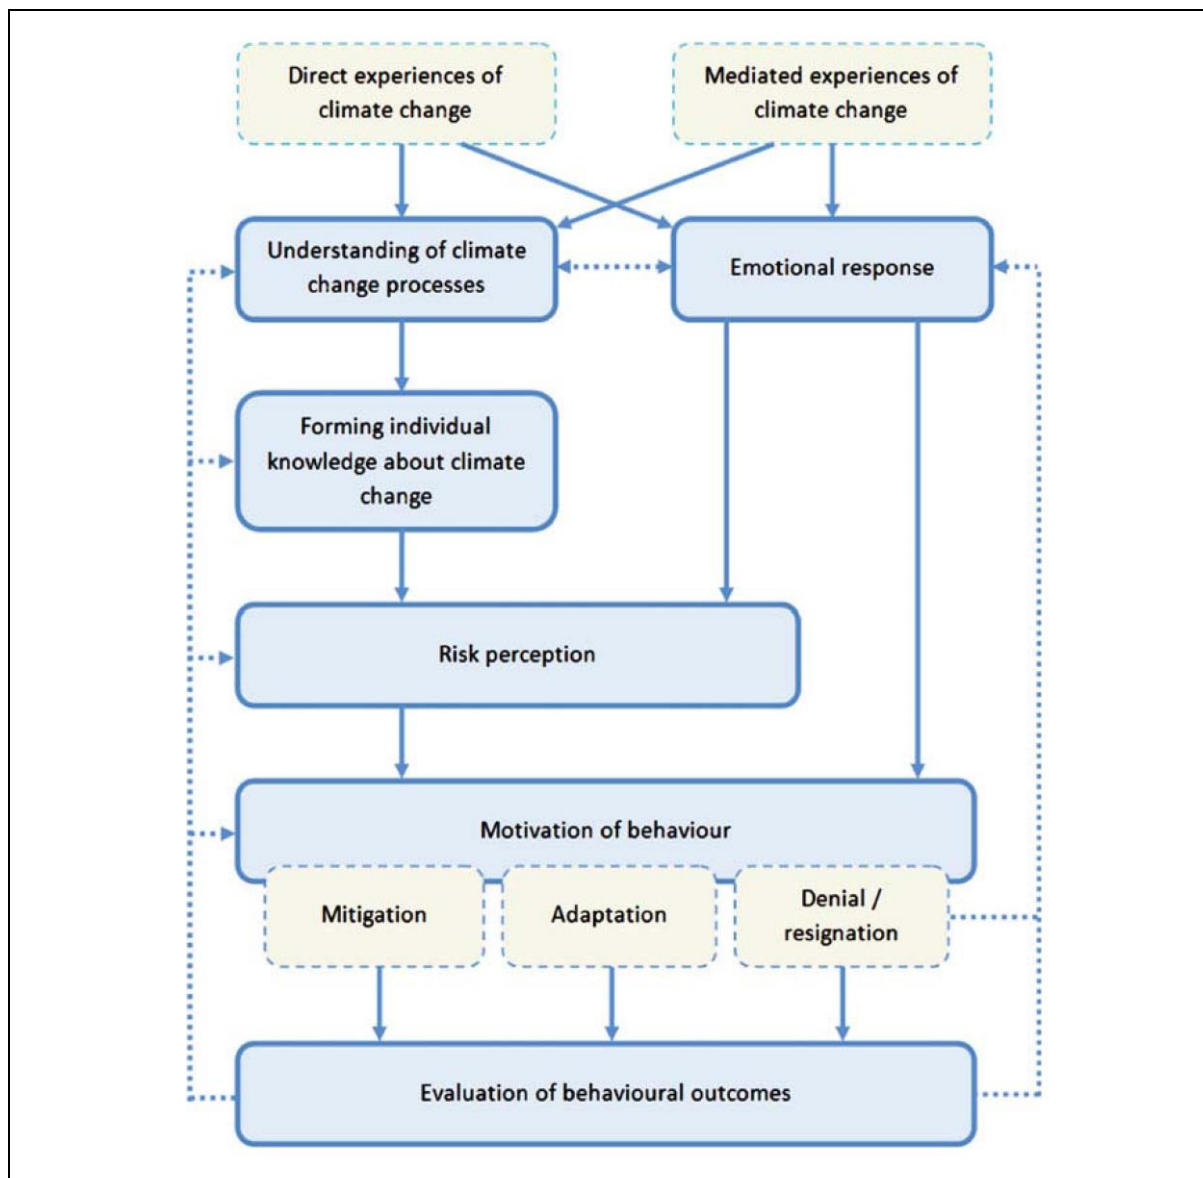 Direct experiences of
climate change
Mediated experiences of
climate change
Understanding of climate
change processes
Emotional response
Forming individual
knowledge about climate
change
Risk perception
Motivation of behaviour
Mitigation
Adaptation
Denial /
resignation
Evaluation of behavioural outcomes